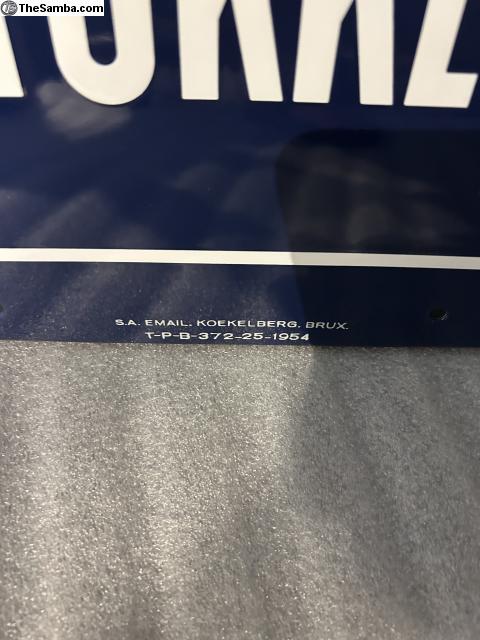 TheSamba.com
S.A. EMAIL. KOEKELBERG. BRUX.
T-P-B-372-25-1954